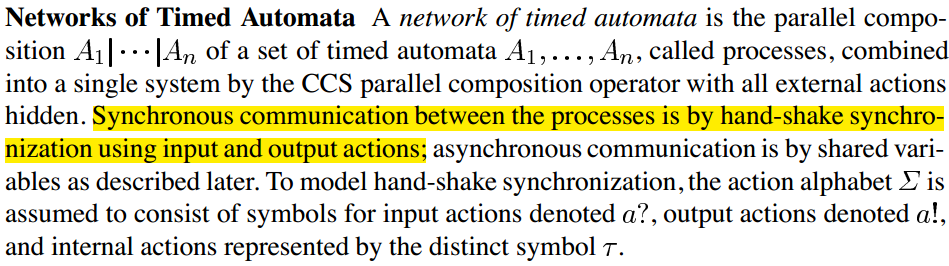 Networks of Timed Automata A network of timed automata is the parallel compo-
sition A₁|···|Aₙ of a set of timed automata A₁,...,Aₙ, called processes, combined
into a single system by the CCS parallel composition operator with all external actions
hidden. Synchronous communication between the processes is by hand-shake synchro-
nization using input and output actions; asynchronous communication is by shared vari-
ables as described later. To model hand-shake synchronization, the action alphabet Σ is
assumed to consist of symbols for input actions denoted a?, output actions denoted a!,
and internal actions represented by the distinct symbol τ.